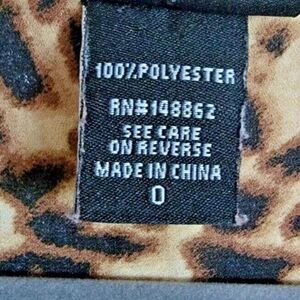 100%POLYESTER
RN#148862
SEE CARE
ON REVERSE
MADE IN CHINA
0